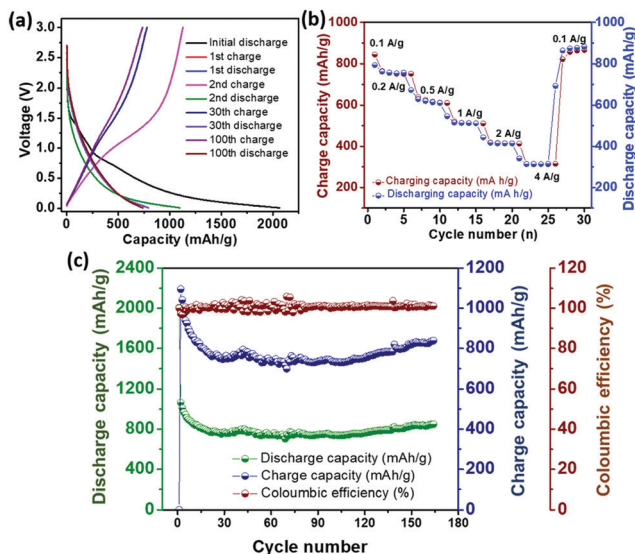 (a)
3.0
2.5
2.0
1.5
1.0
0.5
0.0
Voltage (V)
Initial discharge
1st charge
1st discharge
2nd charge
2nd discharge
30th charge
30th discharge
100th charge
100th discharge
0 500 1000 1500 2000
Capacity (mAh/g)
(b)
1000
800
600
400
200
Charge capacity (mAh/g)
0.1 A/g
0.2 A/g
0.5 A/g
1 A/g
2 A/g
4 A/g
0.1 A/g
Charging capacity (mA h/g)
Discharging capacity (mA h/g)
0 5 10 15 20 25 30
Cycle number (n)
1000
800
600
400
200
Discharge capacity (mAh/g)
(c)
2400
2000
1600
1200
800
400
0
Discharge capacity (mAh/g)
Discharge capacity (mAh/g)
Charge capacity (mAh/g)
Coloumbic efficiency (%)
0 30 60 90 120 150 180
Cycle number
1200
1000
800
600
400
200
0
Charge capacity (mAh/g)
120
100
80
60
40
20
0
Coloumbic efficiency (%)